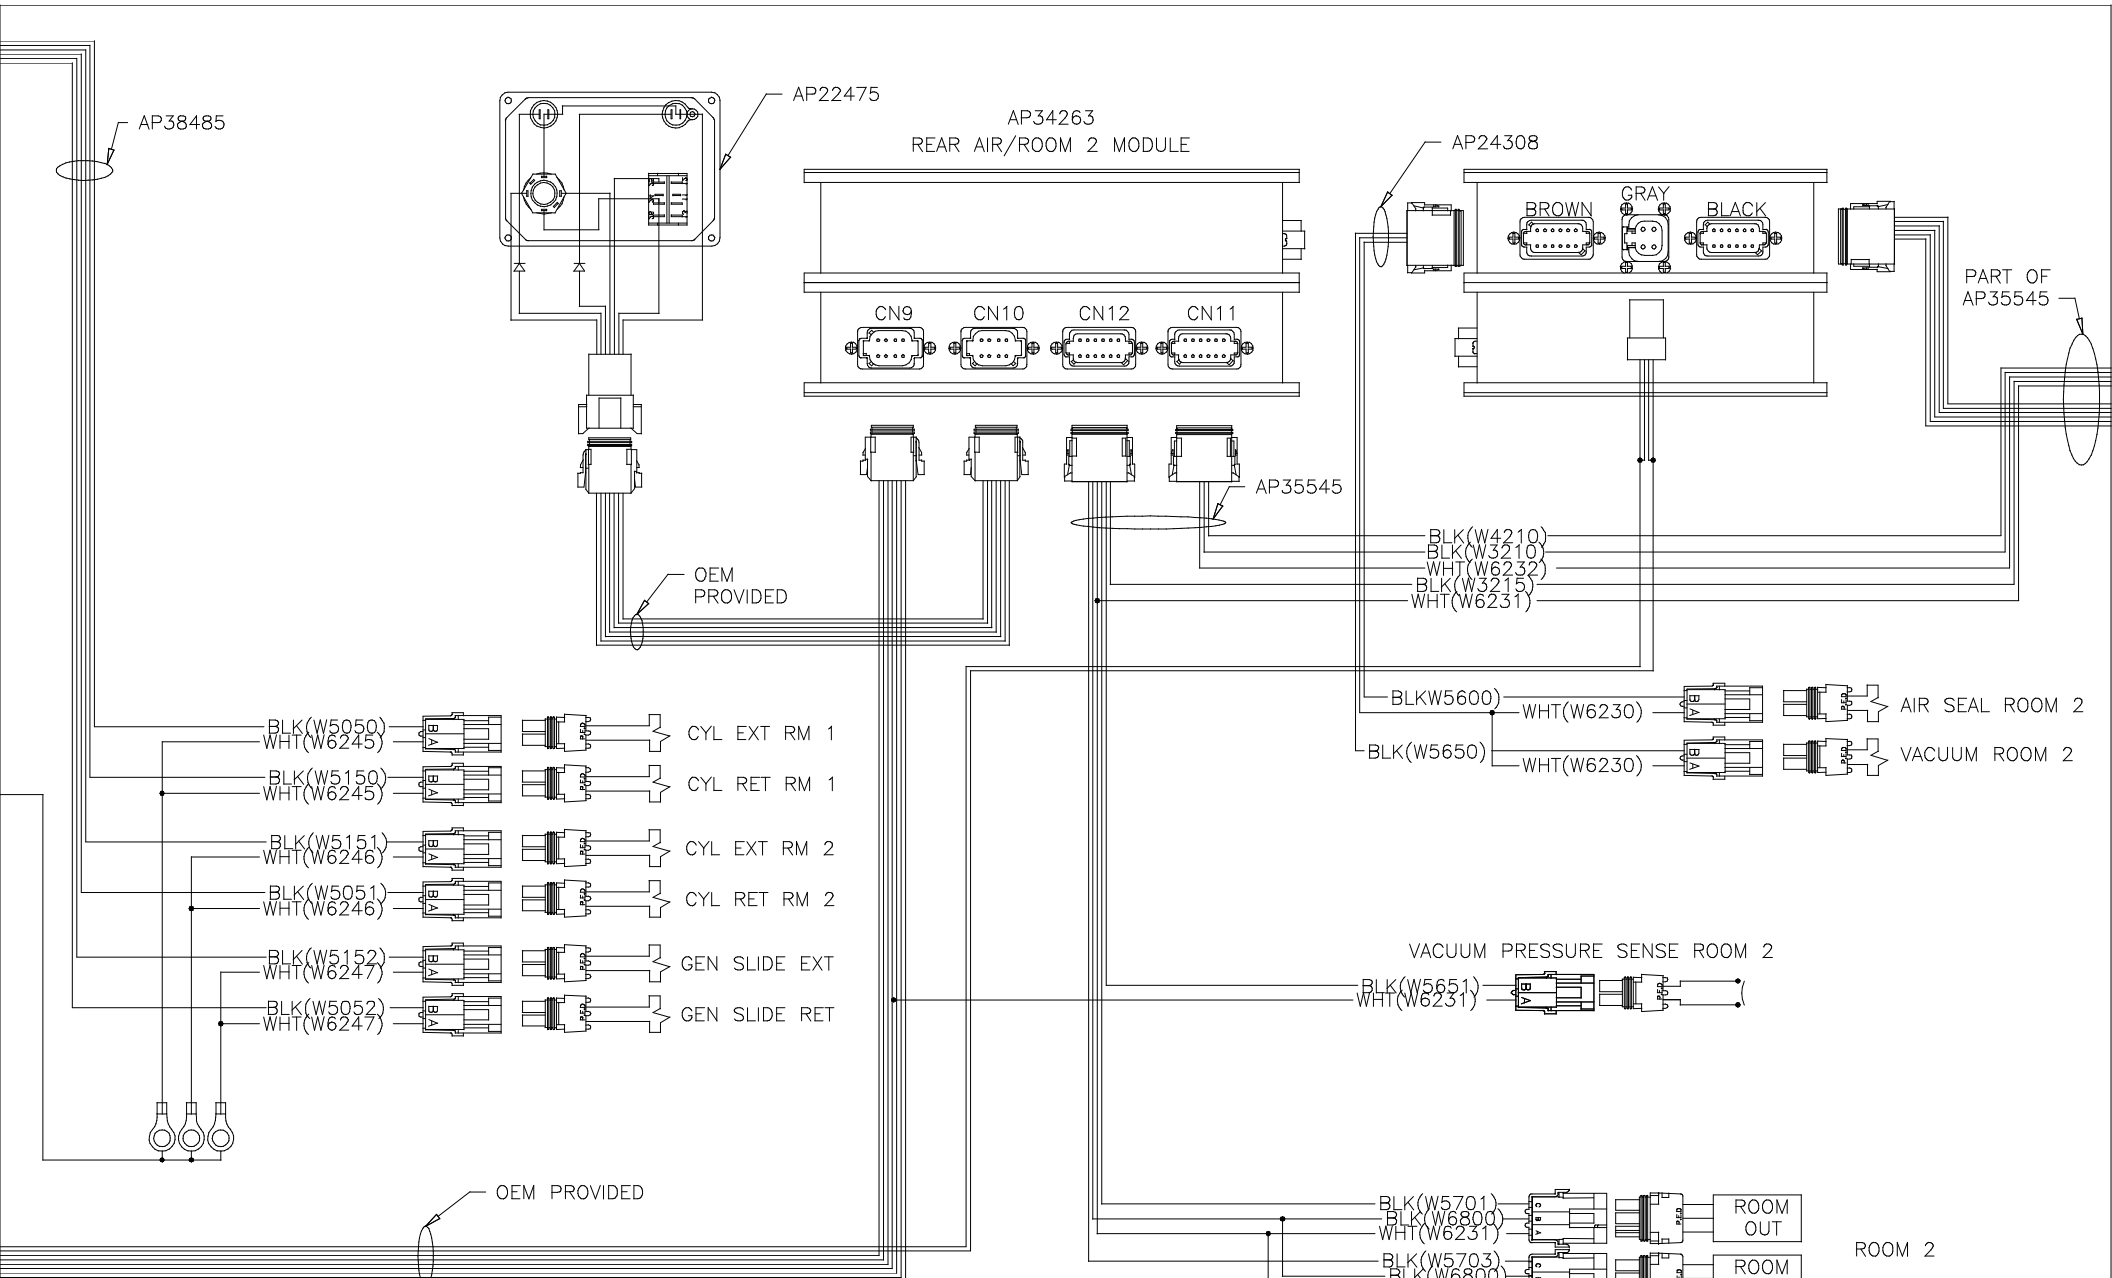 AP38485
AP22475
AP34263
REAR AIR/ROOM 2 MODULE
AP24308
BROWN
GRAY
BLACK
PART OF
AP35545
CN9
CN10
CN12
CN11
AP35545
OEM
PROVIDED
BLK(W4210)
BLK(W3210)
WHT(W6232)
BLK(W3215)
WHT(W6231)
BLKW5600)
WHT(W6230)
B
A
P.E.D
AIR SEAL ROOM 2
BLK(W5650)
WHT(W6230)
B
A
P.E.D
VACUUM ROOM 2
BLK(W5050)
WHT(W6245)
B
A
P.E.D
CYL EXT RM 1
BLK(W5150)
WHT(W6245)
B
A
P.E.D
CYL RET RM 1
BLK(W5151)
WHT(W6246)
B
A
P.E.D
CYL EXT RM 2
BLK(W5051)
WHT(W6246)
B
A
P.E.D
CYL RET RM 2
BLK(W5152)
WHT(W6247)
B
A
P.E.D
GEN SLIDE EXT
BLK(W5052)
WHT(W6247)
B
A
P.E.D
GEN SLIDE RET
VACUUM PRESSURE SENSE ROOM 2
BLK(W5651)
WHT(W6231)
B
A
P.E.D
OEM PROVIDED
BLK(W5701)
BLK(W6800)
WHT(W6231)
C
B
A
P.E.D
ROOM
OUT
ROOM 2
BLK(W5703)
BLK(W6800)
C
ROOM